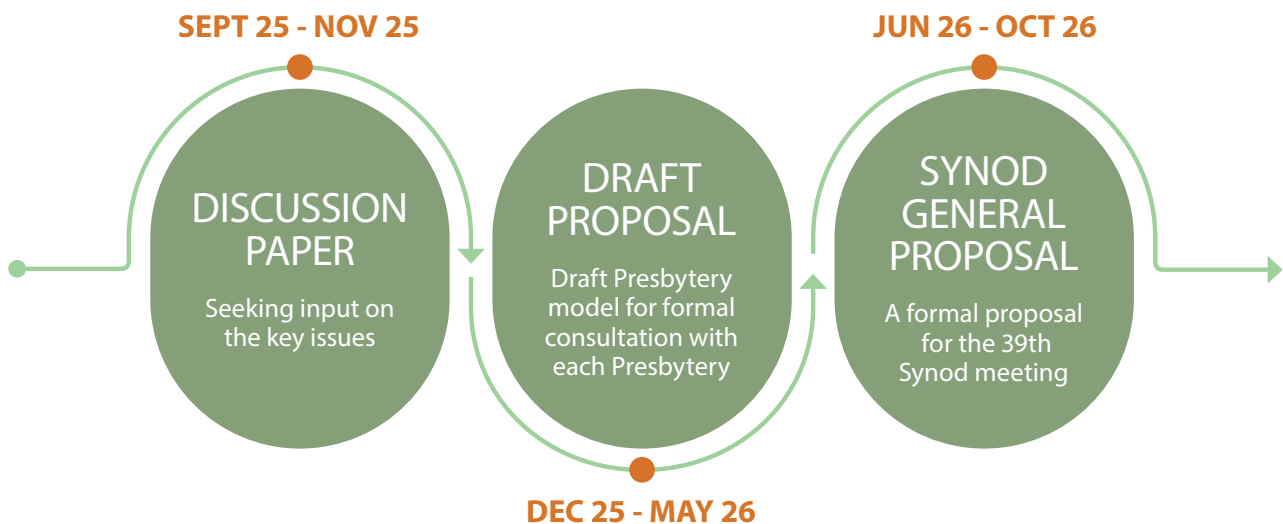 SEPT 25 - NOV 25
DISCUSSION
PAPER
Seeking input on
the key issues
DRAFT
PROPOSAL
Draft Presbytery
model for formal
consultation with
each Presbytery
DEC 25 - MAY 26
JUN 26 - OCT 26
SYNOD
GENERAL
PROPOSAL
A formal proposal
for the 39th
Synod meeting